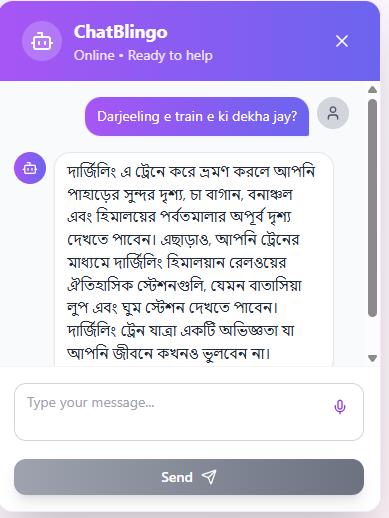 ChatBlingo
Online • Ready to help
Darjeeling e train e ki dekha jay?
দার্জিলিং এ ট্রেনে করে ভ্রমণ করলে আপনি
পাহাড়ের সুন্দর দৃশ্য, চা বাগান, বনাঞ্চল
এবং হিমালয়ের পর্বতমালার অপূর্ব দৃশ্য
দেখতে পাবেন। এছাড়াও, আপনি ট্রেনের
মাধ্যমে দার্জিলিং হিমালয়ান রেলওয়ের
ঐতিহাসিক স্টেশনগুলি, যেমন বাতাসিয়া
লুপ এবং ঘুম স্টেশন দেখতে পাবেন।
দার্জিলিং ট্রেন যাত্রা একটি অভিজ্ঞতা যা
আপনি জীবনে কখনও ভুলবেন না।
Type your message...
Send